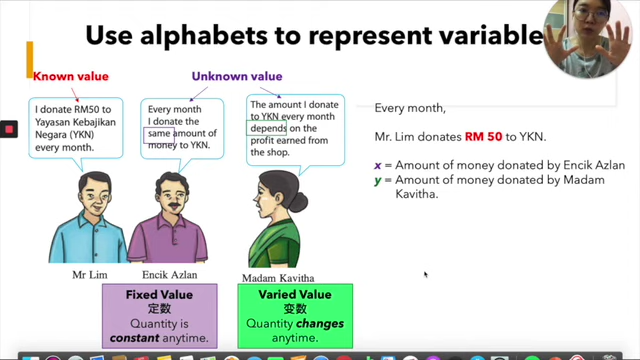 Use alphabets to represent variable
Known value
Unknown value
I donate RM50 to
Yayasan Kebajikan
Negara (YKN)
every month.
Every month
I donate the
same amount of
money to YKN.
The amount I donate
to YKN every month
depends on the
profit earned from
the shop.
Every month,
Mr. Lim donates RM 50 to YKN.
x = Amount of money donated by Encik Azlan
y = Amount of money donated by Madam
Kavitha.
Mr Lim
Encik Azlan
Madam Kavitha
Fixed Value
定数
Quantity is
constant anytime.
Varied Value
变数
Quantity changes
anytime.